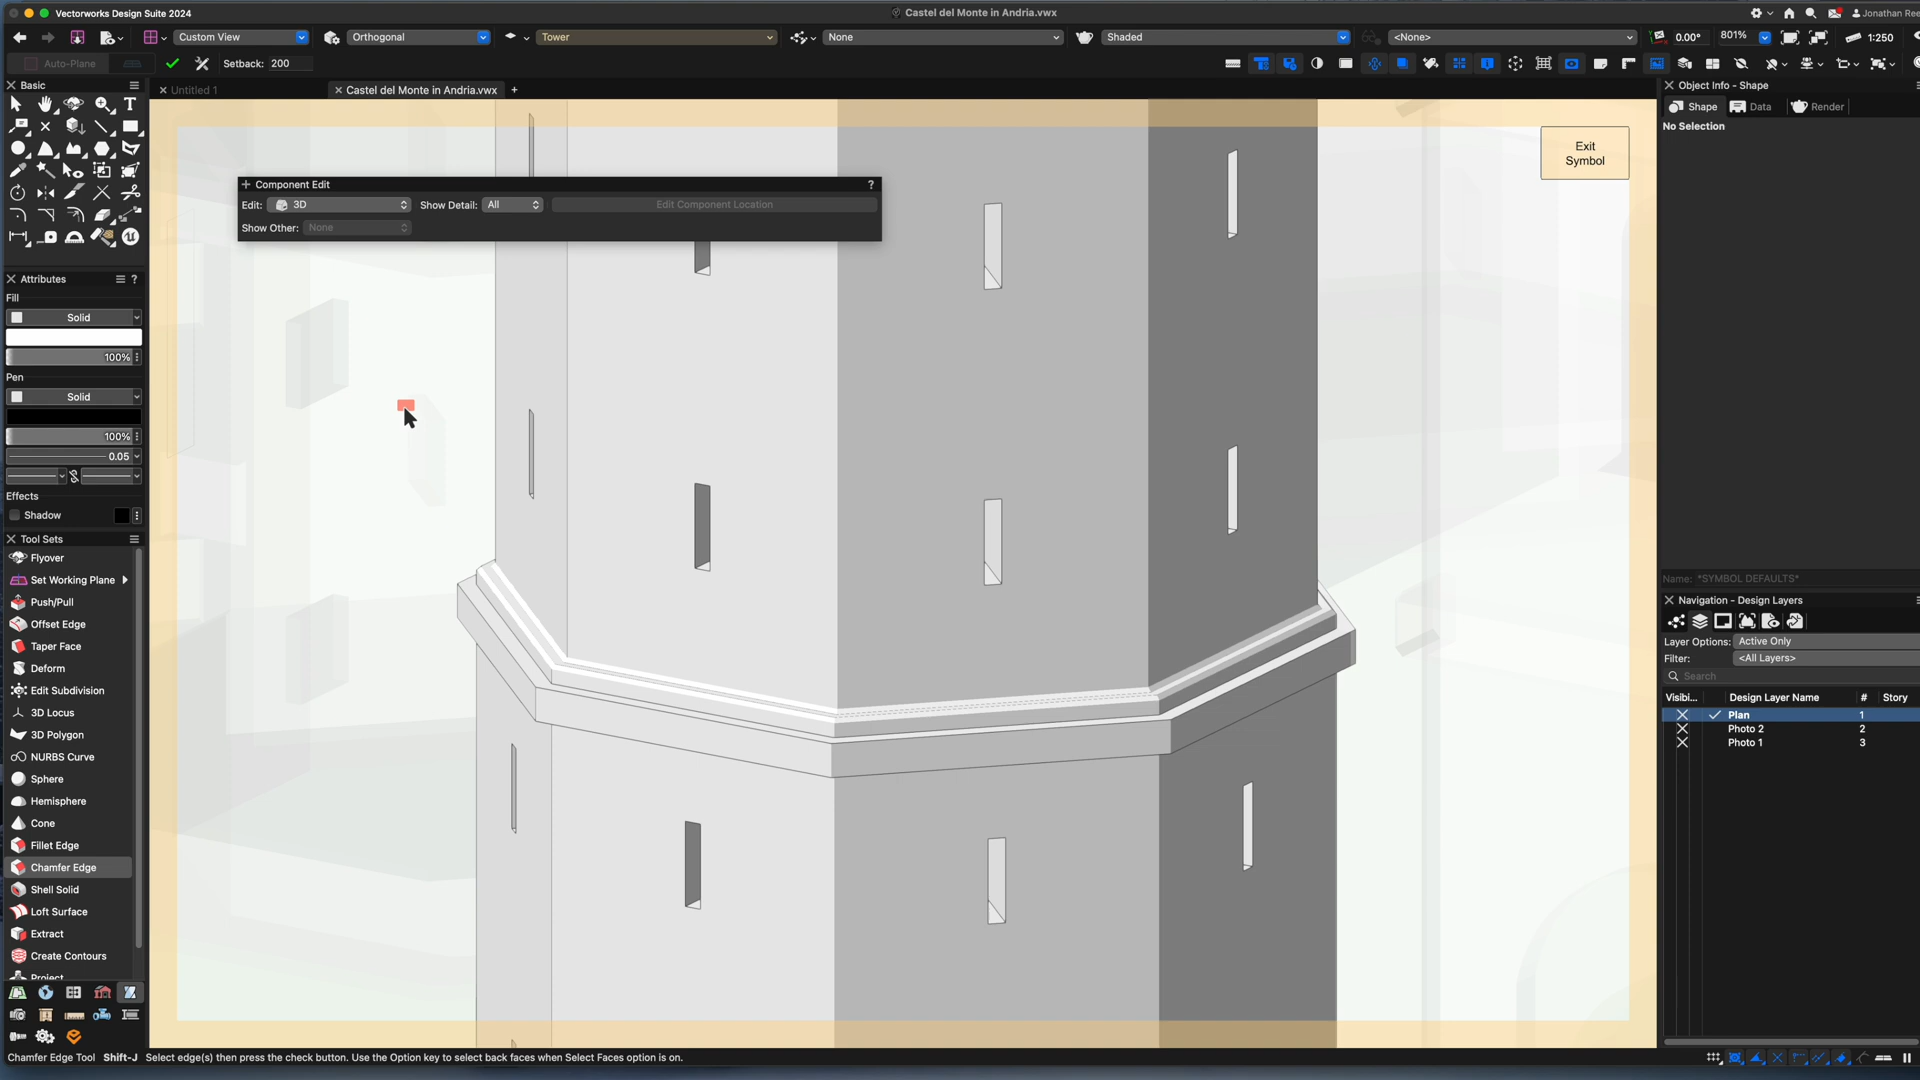 Vectorworks Design Suite 2024
Castel del Monte in Andria.vwx
Jonathan Ree
Custom View
Orthogonal
Tower
None
Shaded
<None>
0.00°
801%
1:250
Auto-Plane
Setback: 200
Basic
Untitled 1
Castel del Monte in Andria.vwx
Object Info - Shape
Shape
Data
Render
No Selection
Exit
Symbol
Component Edit
?
Edit:
3D
Show Detail:
All
Edit Component Location
Show Other:
None
Attributes
?
Fill
Solid
100%
Pen
Solid
100%
0.05
Effects
Shadow
Tool Sets
Flyover
Set Working Plane
Push/Pull
Offset Edge
Taper Face
Deform
Edit Subdivision
3D Locus
3D Polygon
NURBS Curve
Sphere
Hemisphere
Cone
Fillet Edge
Chamfer Edge
Shell Solid
Loft Surface
Extract
Create Contours
Project
Name: *SYMBOL DEFAULTS*
Navigation - Design Layers
Layer Options: Active Only
Filter: <All Layers>
Search
Visibi... Design Layer Name # Story
Plan 1
Photo 2 2
Photo 1 3
Chamfer Edge Tool Shift-J Select edge(s) then press the check button. Use the Option key to select back faces when Select Faces option is on.